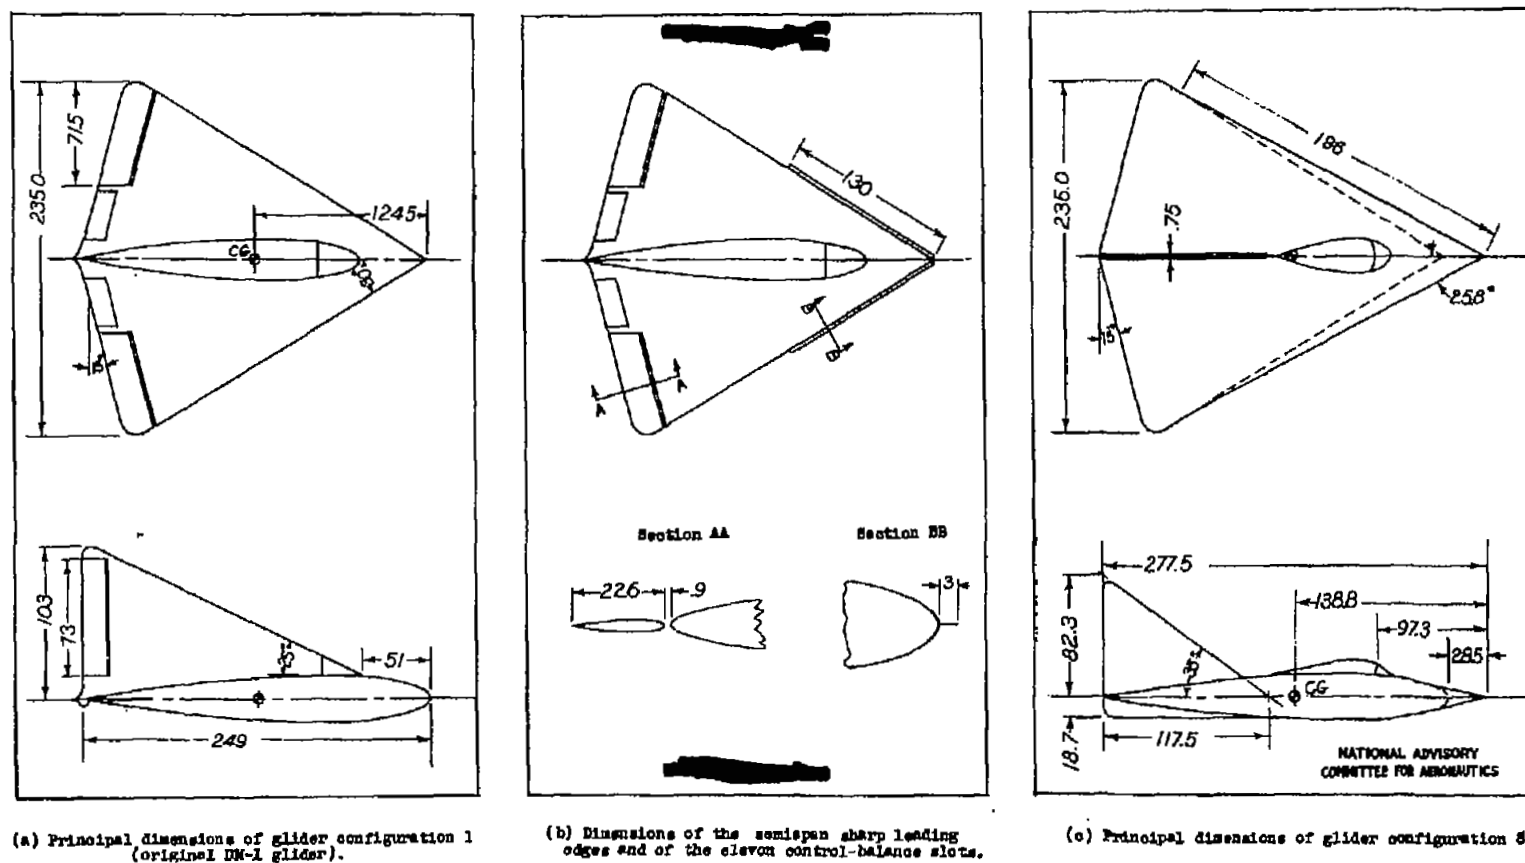 235.0
71.5
124.5
CG
60°
15°
103
73
25°
51
249
(a) Principal dimensions of glider configuration 1
(original DM-1 glider).
130
B
B
A
A
Section AA
Section BB
22.6
.9
3
(b) Dimensions of the semispan sharp leading
edges and of the elevon control-balance slots.
236.0
.75
15°
25.8°
277.5
138.8
97.3
28.5
82.3
35°
CG
18.7
117.5
NATIONAL ADVISORY
COMMITTEE FOR AERONAUTICS
(c) Principal dimensions of glider configuration 8